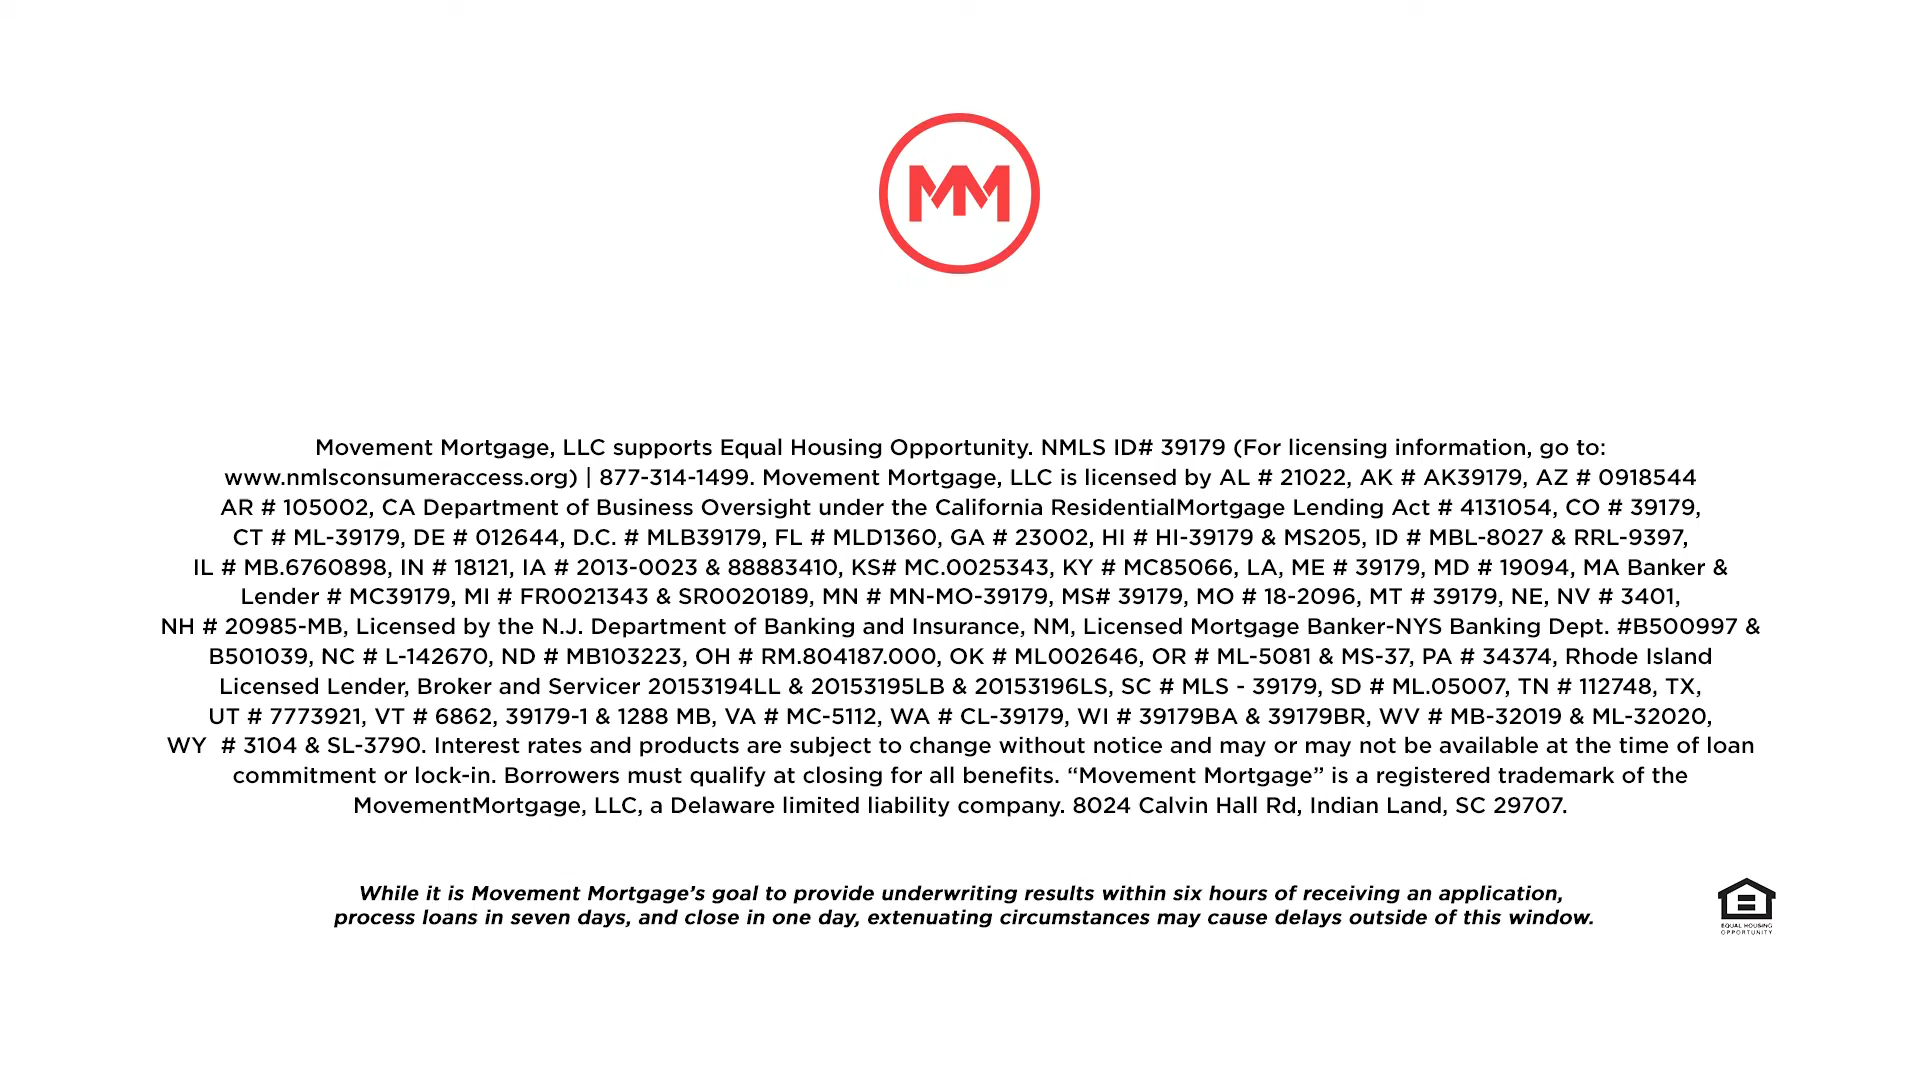 MM
Movement Mortgage, LLC supports Equal Housing Opportunity. NMLS ID# 39179 (For licensing information, go to:
www.nmlsconsumeraccess.org) | 877-314-1499. Movement Mortgage, LLC is licensed by AL # 21022, AK # AK39179, AZ # 0918544
AR # 105002, CA Department of Business Oversight under the California ResidentialMortgage Lending Act # 4131054, CO # 39179,
CT # ML-39179, DE # 012644, D.C. # MLB39179, FL # MLD1360, GA # 23002, HI # HI-39179 & MS205, ID # MBL-8027 & RRL-9397,
IL # MB.6760898, IN # 18121, IA # 2013-0023 & 88883410, KS# MC.0025343, KY # MC85066, LA, ME # 39179, MD # 19094, MA Banker &
Lender # MC39179, MI # FR0021343 & SR0020189, MN # MN-MO-39179, MS# 39179, MO # 18-2096, MT # 39179, NE, NV # 3401,
NH # 20985-MB, Licensed by the N.J. Department of Banking and Insurance, NM, Licensed Mortgage Banker-NYS Banking Dept. #B500997 &
B501039, NC # L-142670, ND # MB103223, OH # RM.804187.000, OK # ML002646, OR # ML-5081 & MS-37, PA # 34374, Rhode Island
Licensed Lender, Broker and Servicer 20153194LL & 20153195LB & 20153196LS, SC # MLS - 39179, SD # ML.05007, TN # 112748, TX,
UT # 7773921, VT # 6862, 39179-1 & 1288 MB, VA # MC-5112, WA # CL-39179, WI # 39179BA & 39179BR, WV # MB-32019 & ML-32020,
WY  # 3104 & SL-3790. Interest rates and products are subject to change without notice and may or may not be available at the time of loan
commitment or lock-in. Borrowers must qualify at closing for all benefits. “Movement Mortgage” is a registered trademark of the
MovementMortgage, LLC, a Delaware limited liability company. 8024 Calvin Hall Rd, Indian Land, SC 29707.
While it is Movement Mortgage’s goal to provide underwriting results within six hours of receiving an application,
process loans in seven days, and close in one day, extenuating circumstances may cause delays outside of this window.
EQUAL HOUSING
OPPORTUNITY